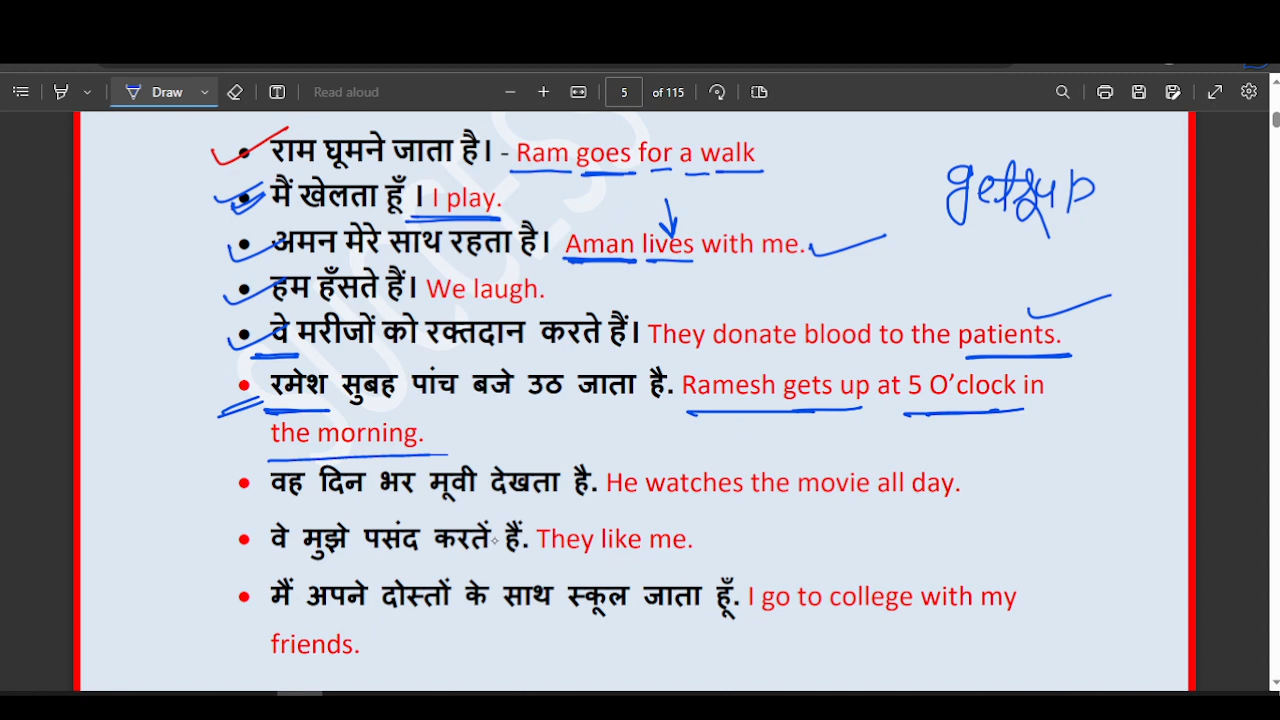 Draw
Read aloud
5 of 115
राम घूमने जाता है। - Ram goes for a walk
मैं खेलता हूँ । I play.
अमन मेरे साथ रहता है। Aman lives with me.
हम हँसते हैं। We laugh.
वे मरीजों को रक्तदान करते हैं। They donate blood to the patients.
रमेश सुबह पांच बजे उठ जाता है. Ramesh gets up at 5 O’clock in
the morning.
वह दिन भर मूवी देखता है. He watches the movie all day.
वे मुझे पसंद करतें हैं. They like me.
मैं अपने दोस्तों के साथ स्कूल जाता हूँ. I go to college with my
friends.
gets up